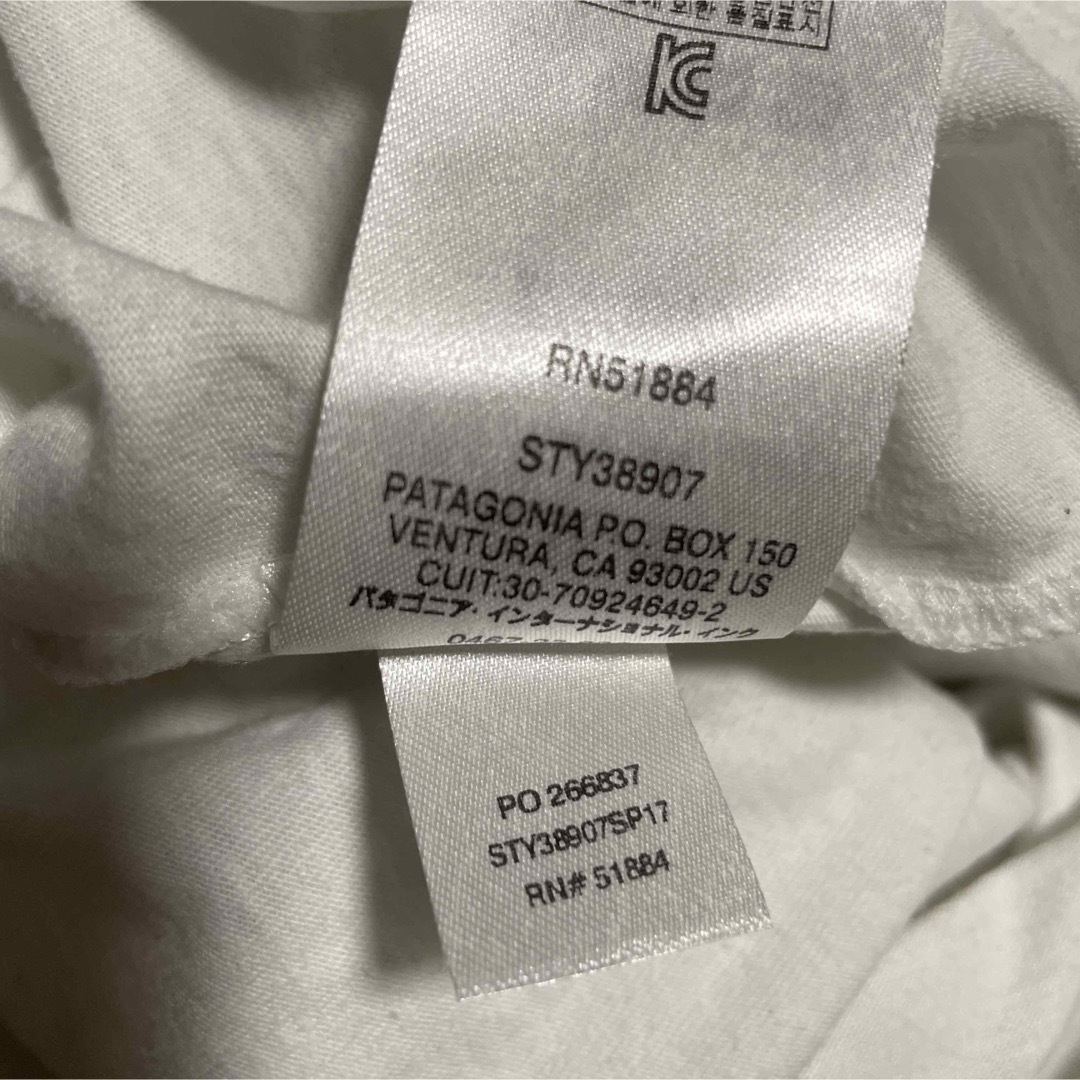 RN51884
STY38907
PATAGONIA PO. BOX 150
VENTURA, CA 93002 US
CUIT:30-70924649-2
パタゴニア・インターナショナル・インク
PO 266837
STY38907SP17
RN# 51884